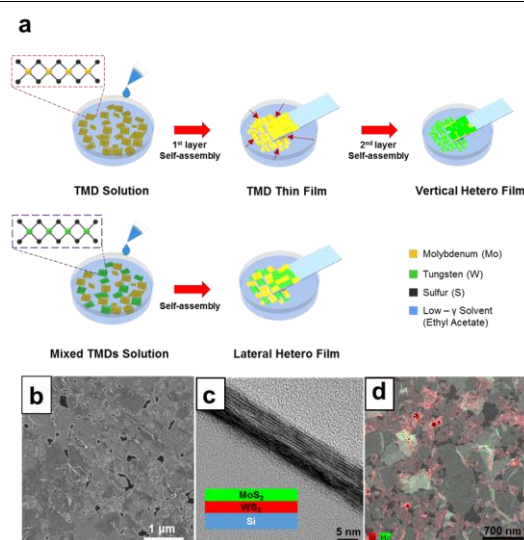 a
1st layer
Self-assembly
2nd layer
Self-assembly
TMD Solution
TMD Thin Film
Vertical Hetero Film
Self-assembly
Molybdenum (Mo)
Tungsten (W)
Sulfur (S)
Low – γ Solvent
(Ethyl Acetate)
Mixed TMDs Solution
Lateral Hetero Film
b
1 μm
c
MoS2
WS2
Si
5 nm
d
Mo
700 nm